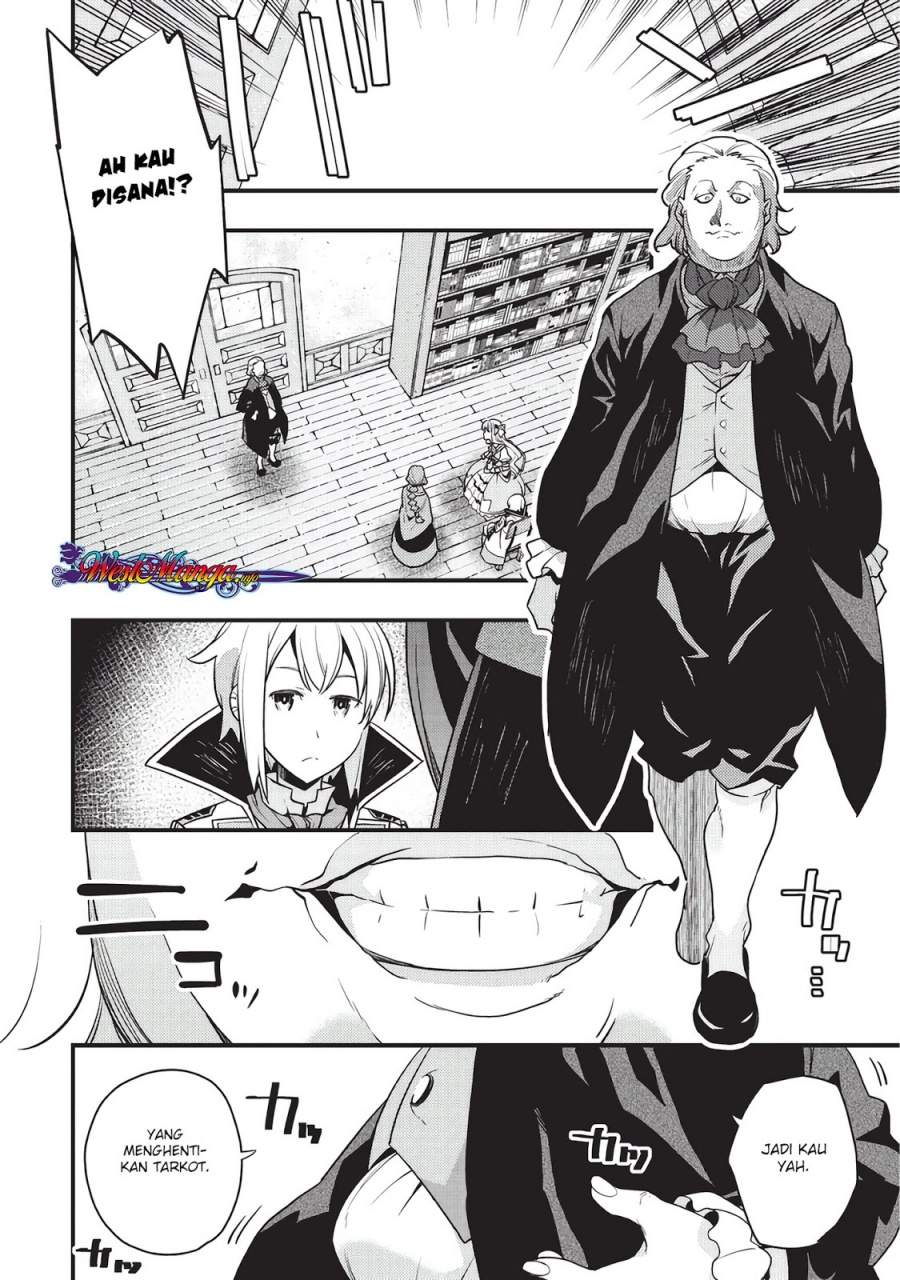 AH KAU
DISANA!?
WestManga.info
ニコ
カッ…
JADI KAU
YAH.
カッ
カッ
YANG
MENGHENTI-
KAN TARKOT.
カッ